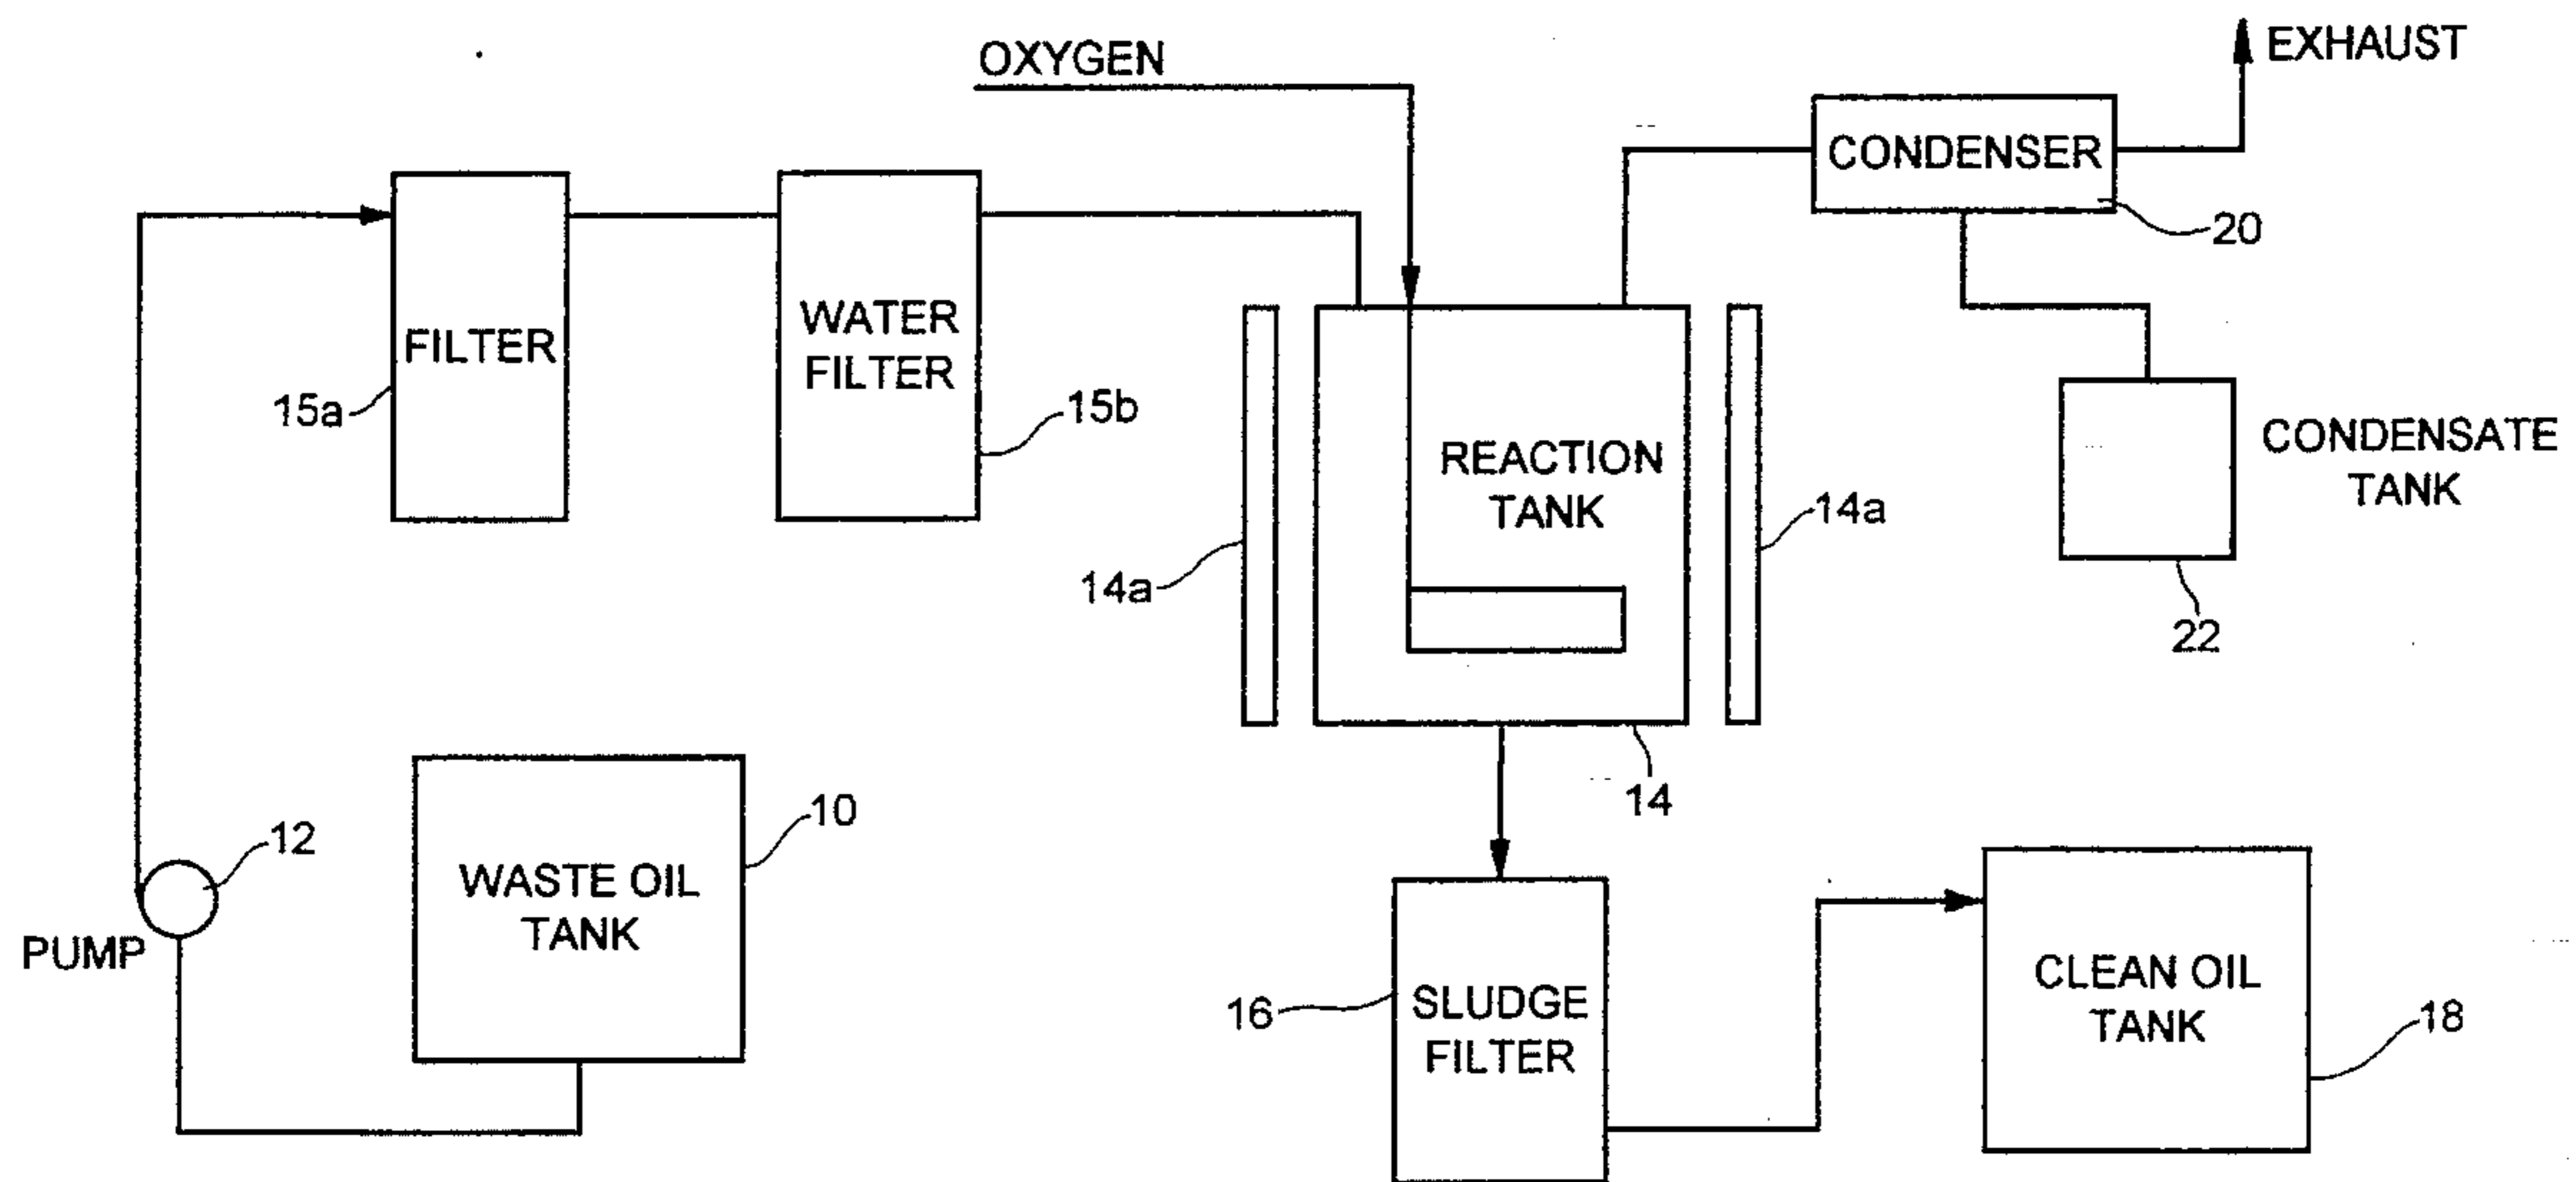 OXYGEN
EXHAUST
CONDENSER
20
FILTER
15a
WATER
FILTER
15b
REACTION
TANK
14a
14a
CONDENSATE
TANK
22
14
PUMP
12
WASTE OIL
TANK
10
16
SLUDGE
FILTER
CLEAN OIL
TANK
18